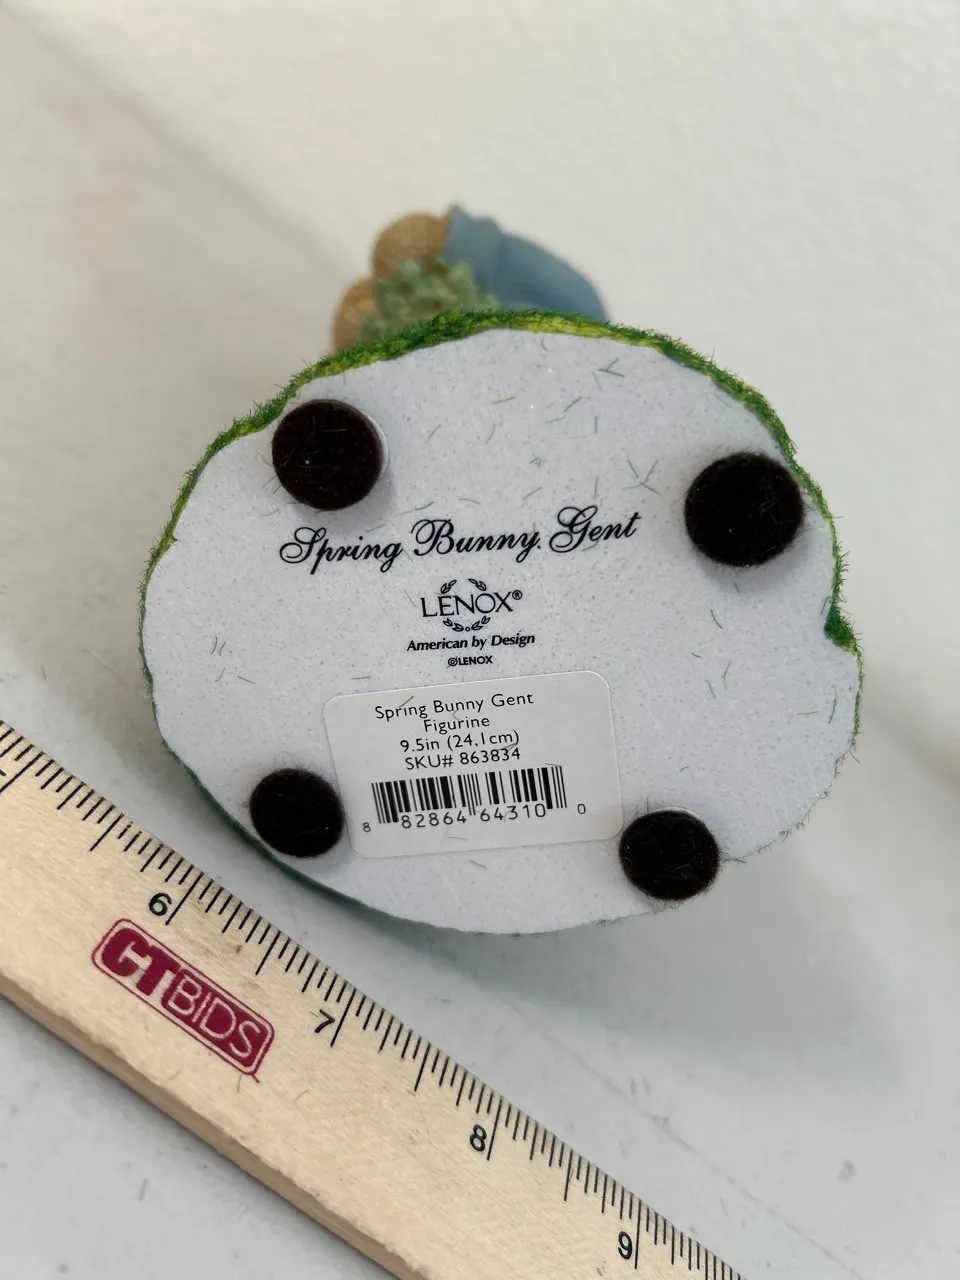 Spring Bunny Gent
LENOX®
American by Design
©LENOX
Spring Bunny Gent
Figurine
9.5in (24,1cm)
SKU# 863834
8 82864 64310 0
6
CTBIDS
7
8
9